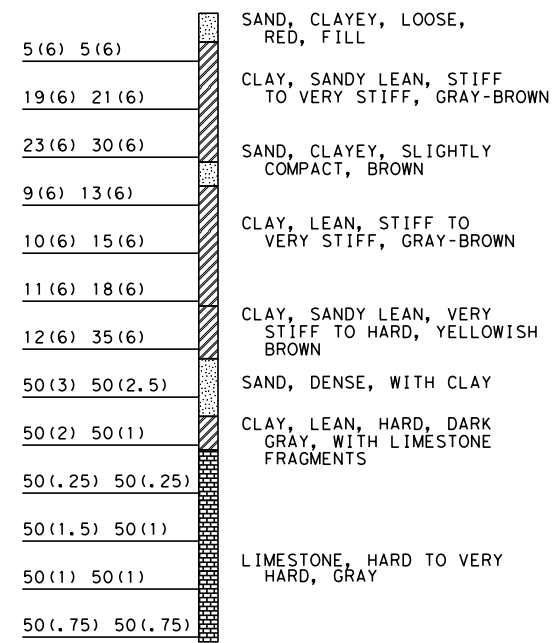 SAND, CLAYEY, LOOSE,
RED, FILL
5(6) 5(6)
CLAY, SANDY LEAN, STIFF
TO VERY STIFF, GRAY-BROWN
19(6) 21(6)
23(6) 30(6)
SAND, CLAYEY, SLIGHTLY
COMPACT, BROWN
9(6) 13(6)
CLAY, LEAN, STIFF TO
VERY STIFF, GRAY-BROWN
10(6) 15(6)
11(6) 18(6)
CLAY, SANDY LEAN, VERY
STIFF TO HARD, YELLOWISH
BROWN
12(6) 35(6)
50(3) 50(2.5)
SAND, DENSE, WITH CLAY
50(2) 50(1)
CLAY, LEAN, HARD, DARK
GRAY, WITH LIMESTONE
FRAGMENTS
50(.25) 50(.25)
50(1.5) 50(1)
LIMESTONE, HARD TO VERY
HARD, GRAY
50(1) 50(1)
50(.75) 50(.75)